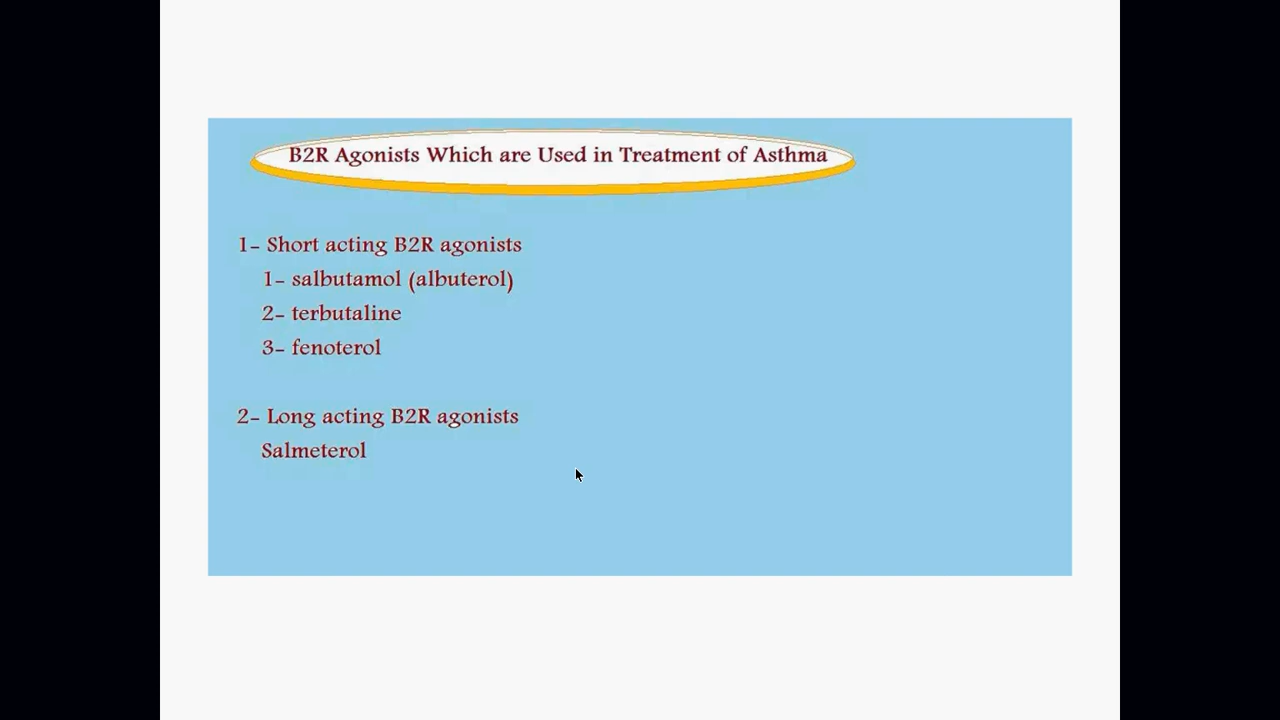 B2R Agonists Which are Used in Treatment of Asthma
1- Short acting B2R agonists
1- salbutamol (albuterol)
2- terbutaline
3- fenoterol
2- Long acting B2R agonists
Salmeterol